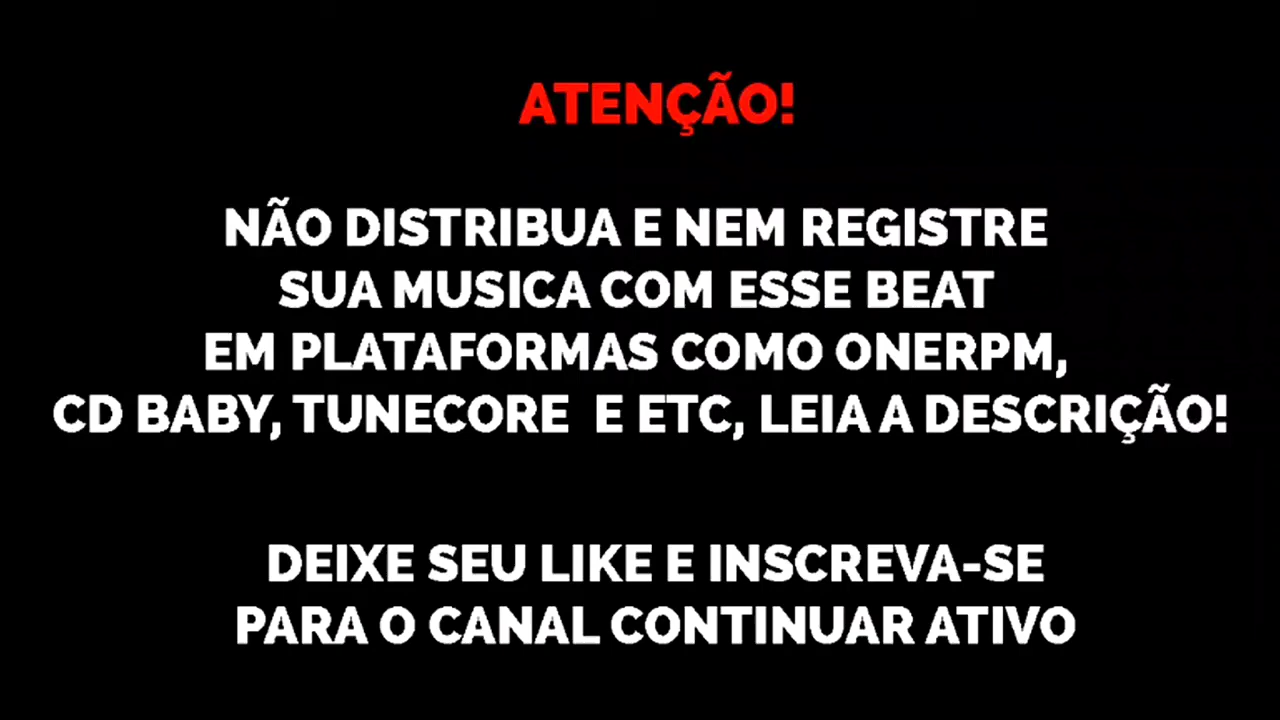 ATENÇÃO!
NÃO DISTRIBUA E NEM REGISTRE
SUA MUSICA COM ESSE BEAT
EM PLATAFORMAS COMO ONERPM,
CD BABY, TUNECORE E ETC, LEIA A DESCRIÇÃO!
DEIXE SEU LIKE E INSCREVA-SE
PARA O CANAL CONTINUAR ATIVO